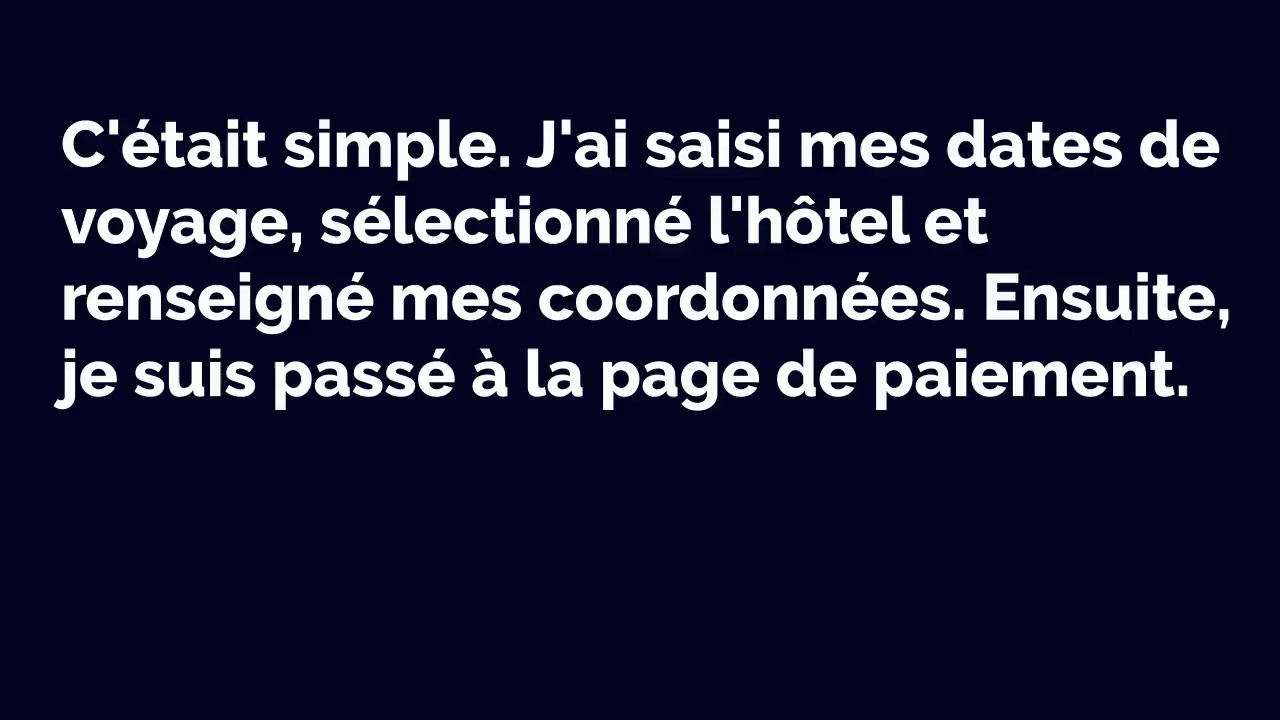 C'était simple. J'ai saisi mes dates de
voyage, sélectionné l'hôtel et
renseigné mes coordonnées. Ensuite,
je suis passé à la page de paiement.